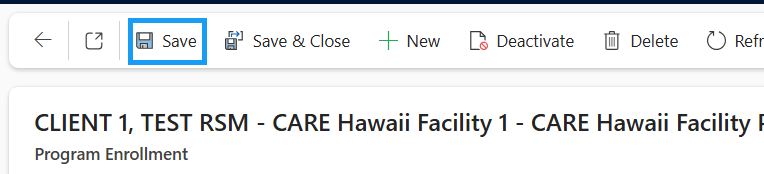 Save Save & Close New Deactivate Delete
CLIENT 1, TEST RSM - CARE Hawaii Facility 1 - CARE Hawaii Facility
Program Enrollment